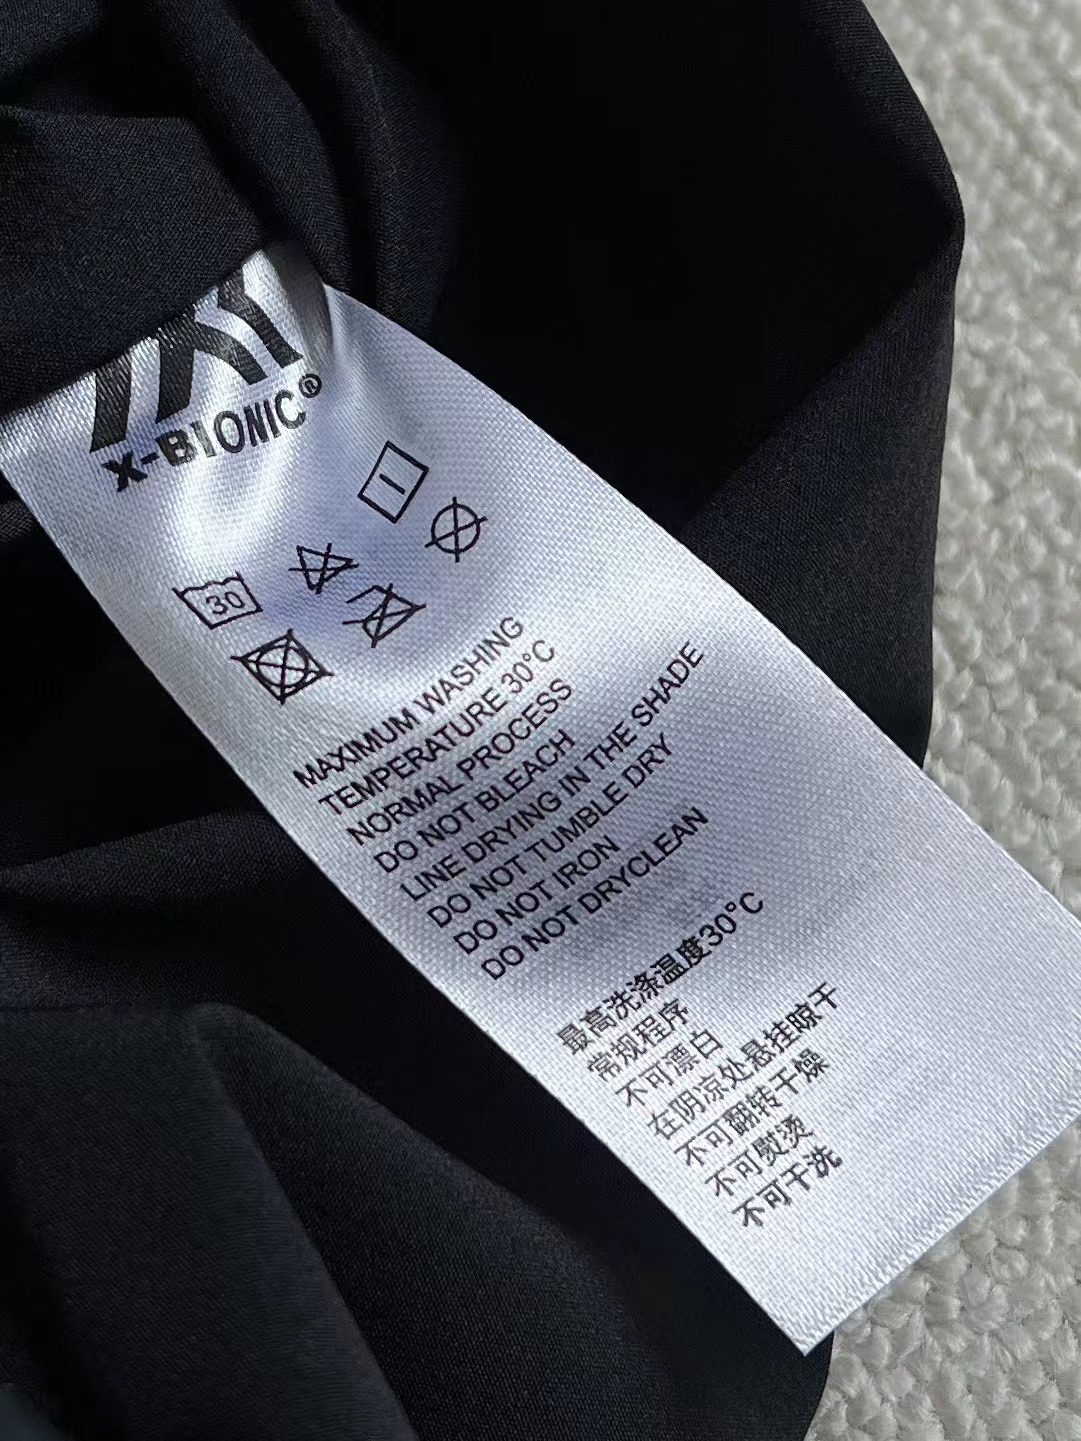 X-BIONIC®
30
MAXIMUM WASHING
TEMPERATURE 30°C
NORMAL PROCESS
DO NOT BLEACH
LINE DRYING IN THE SHADE
DO NOT TUMBLE DRY
DO NOT IRON
DO NOT DRYCLEAN
最高洗涤温度30°C
常规程序
不可漂白
在阴凉处悬挂晾干
不可翻转干燥
不可熨烫
不可干洗